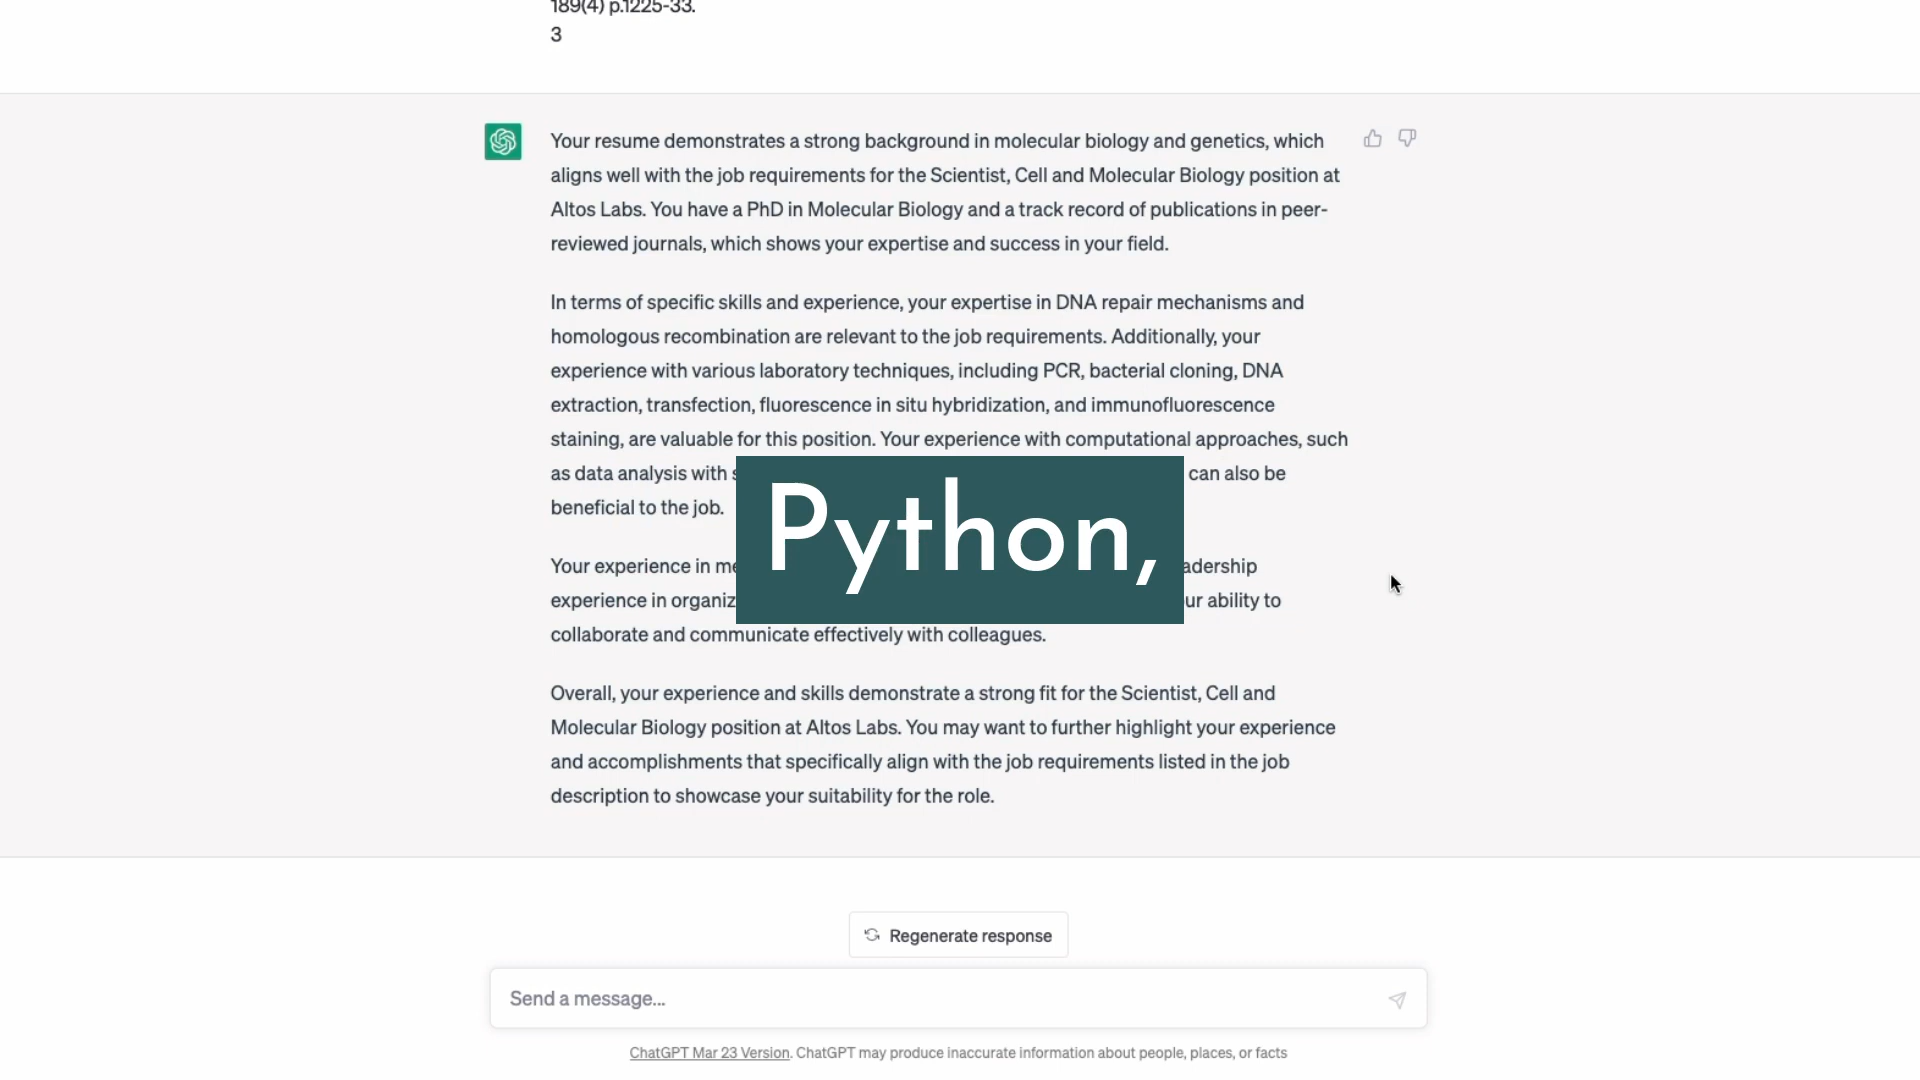 189(4) p.1225-33.
3
Your resume demonstrates a strong background in molecular biology and genetics, which
aligns well with the job requirements for the Scientist, Cell and Molecular Biology position at
Altos Labs. You have a PhD in Molecular Biology and a track record of publications in peer-
reviewed journals, which shows your expertise and success in your field.
In terms of specific skills and experience, your expertise in DNA repair mechanisms and
homologous recombination are relevant to the job requirements. Additionally, your
experience with various laboratory techniques, including PCR, bacterial cloning, DNA
extraction, transfection, fluorescence in situ hybridization, and immunofluorescence
staining, are valuable for this position. Your experience with computational approaches, such
as data analysis with can also be
beneficial to the job.
Python,
Your experience in
experience in ability to
collaborate and communicate effectively with colleagues.
Overall, your experience and skills demonstrate a strong fit for the Scientist, Cell and
Molecular Biology position at Altos Labs. You may want to further highlight your experience
and accomplishments that specifically align with the job requirements listed in the job
description to showcase your suitability for the role.
Regenerate response
Send a message...
ChatGPT Mar 23 Version. ChatGPT may produce inaccurate information about people, places, or facts